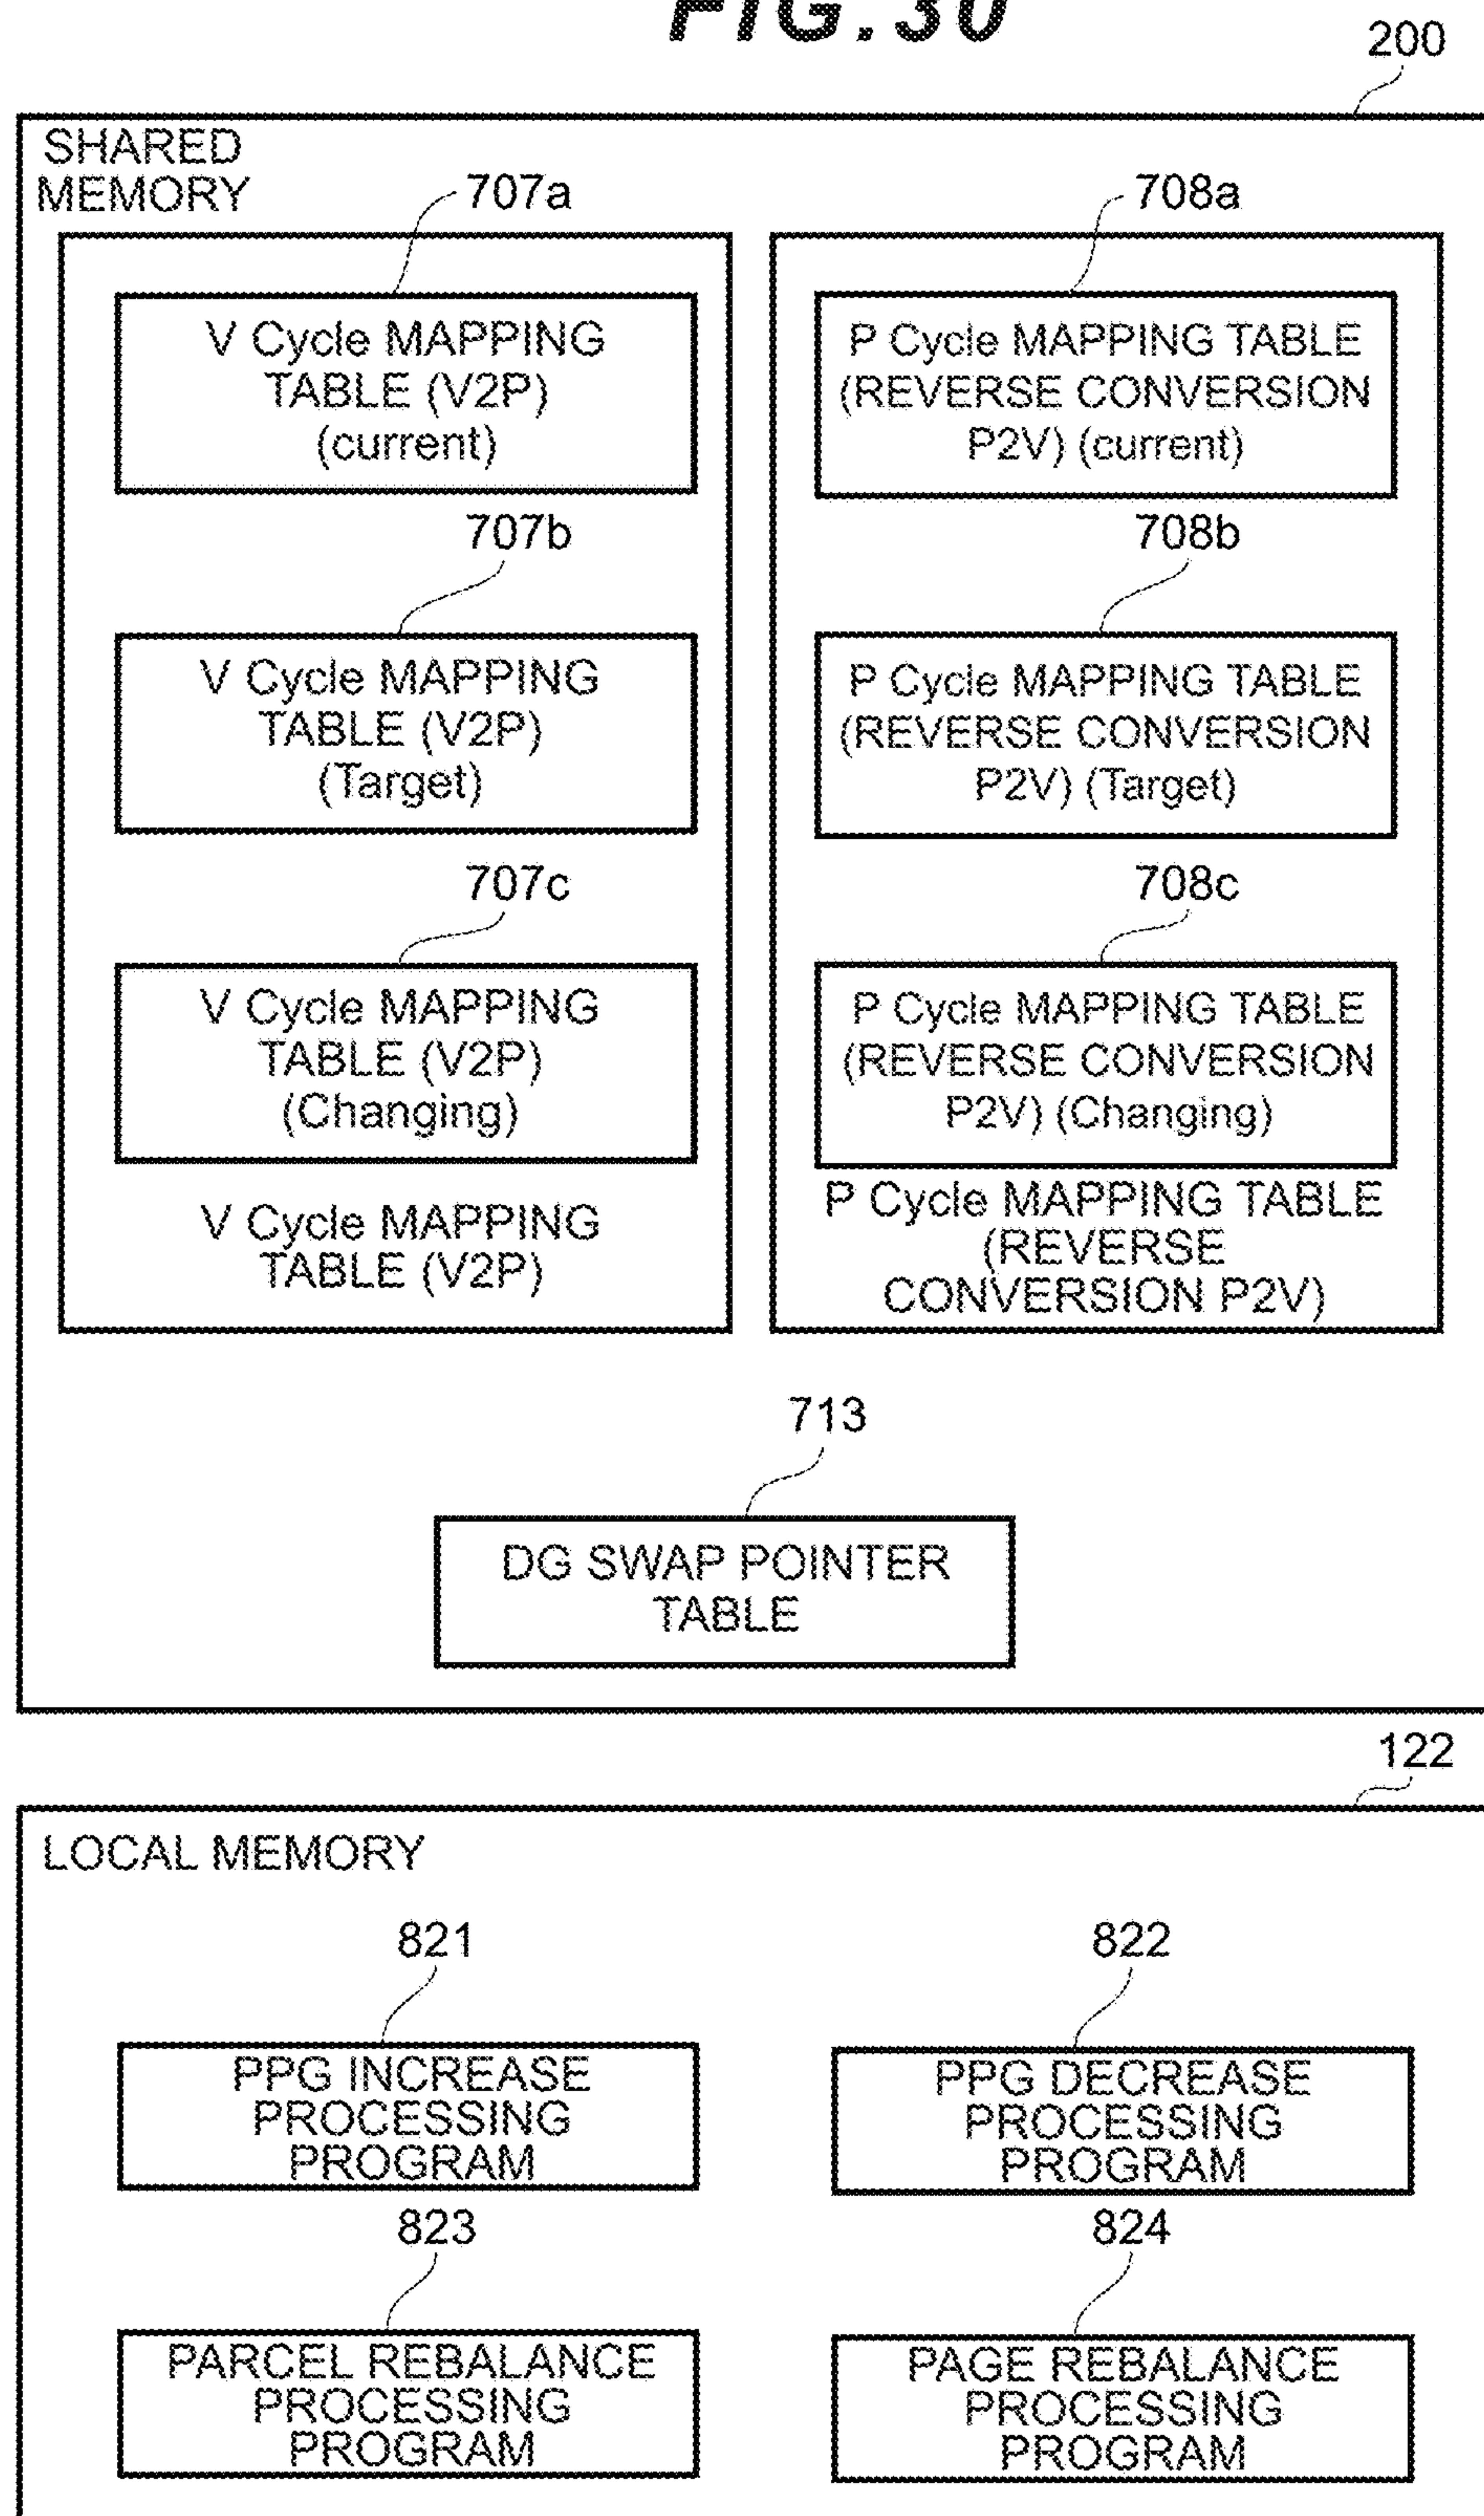 FIG.30
200
SHARED
MEMORY
707a
708a
V Cycle MAPPING
TABLE (V2P)
(current)
P Cycle MAPPING TABLE
(REVERSE CONVERSION
P2V) (current)
707b
708b
V Cycle MAPPING
TABLE (V2P)
(Target)
P Cycle MAPPING TABLE
(REVERSE CONVERSION
P2V) (Target)
707c
708c
V Cycle MAPPING
TABLE (V2P)
(Changing)
P Cycle MAPPING TABLE
(REVERSE CONVERSION
P2V) (Changing)
V Cycle MAPPING
TABLE (V2P)
P Cycle MAPPING TABLE
(REVERSE
CONVERSION P2V)
713
DG SWAP POINTER
TABLE
122
LOCAL MEMORY
821
822
PPG INCREASE
PROCESSING
PROGRAM
PPG DECREASE
PROCESSING
PROGRAM
823
824
PARCEL REBALANCE
PROCESSING
PROGRAM
PAGE REBALANCE
PROCESSING
PROGRAM